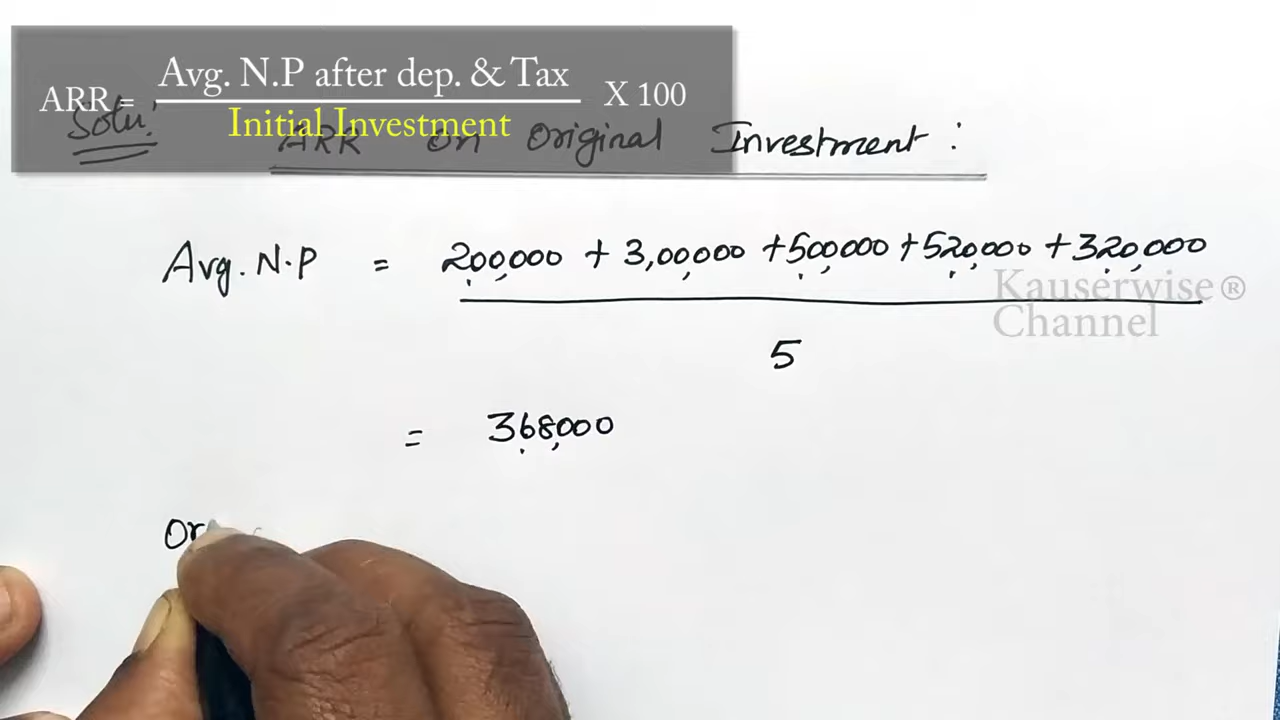 ARR = Avg. N.P after dep. & Tax X 100
Initial Investment
Soln: ARR on Original Investment :
Avg. N.P = 200,000 + 3,00,000 + 500,000 + 520,000 + 320,000
5
= 368,000
Or
Kauserwise®
Channel